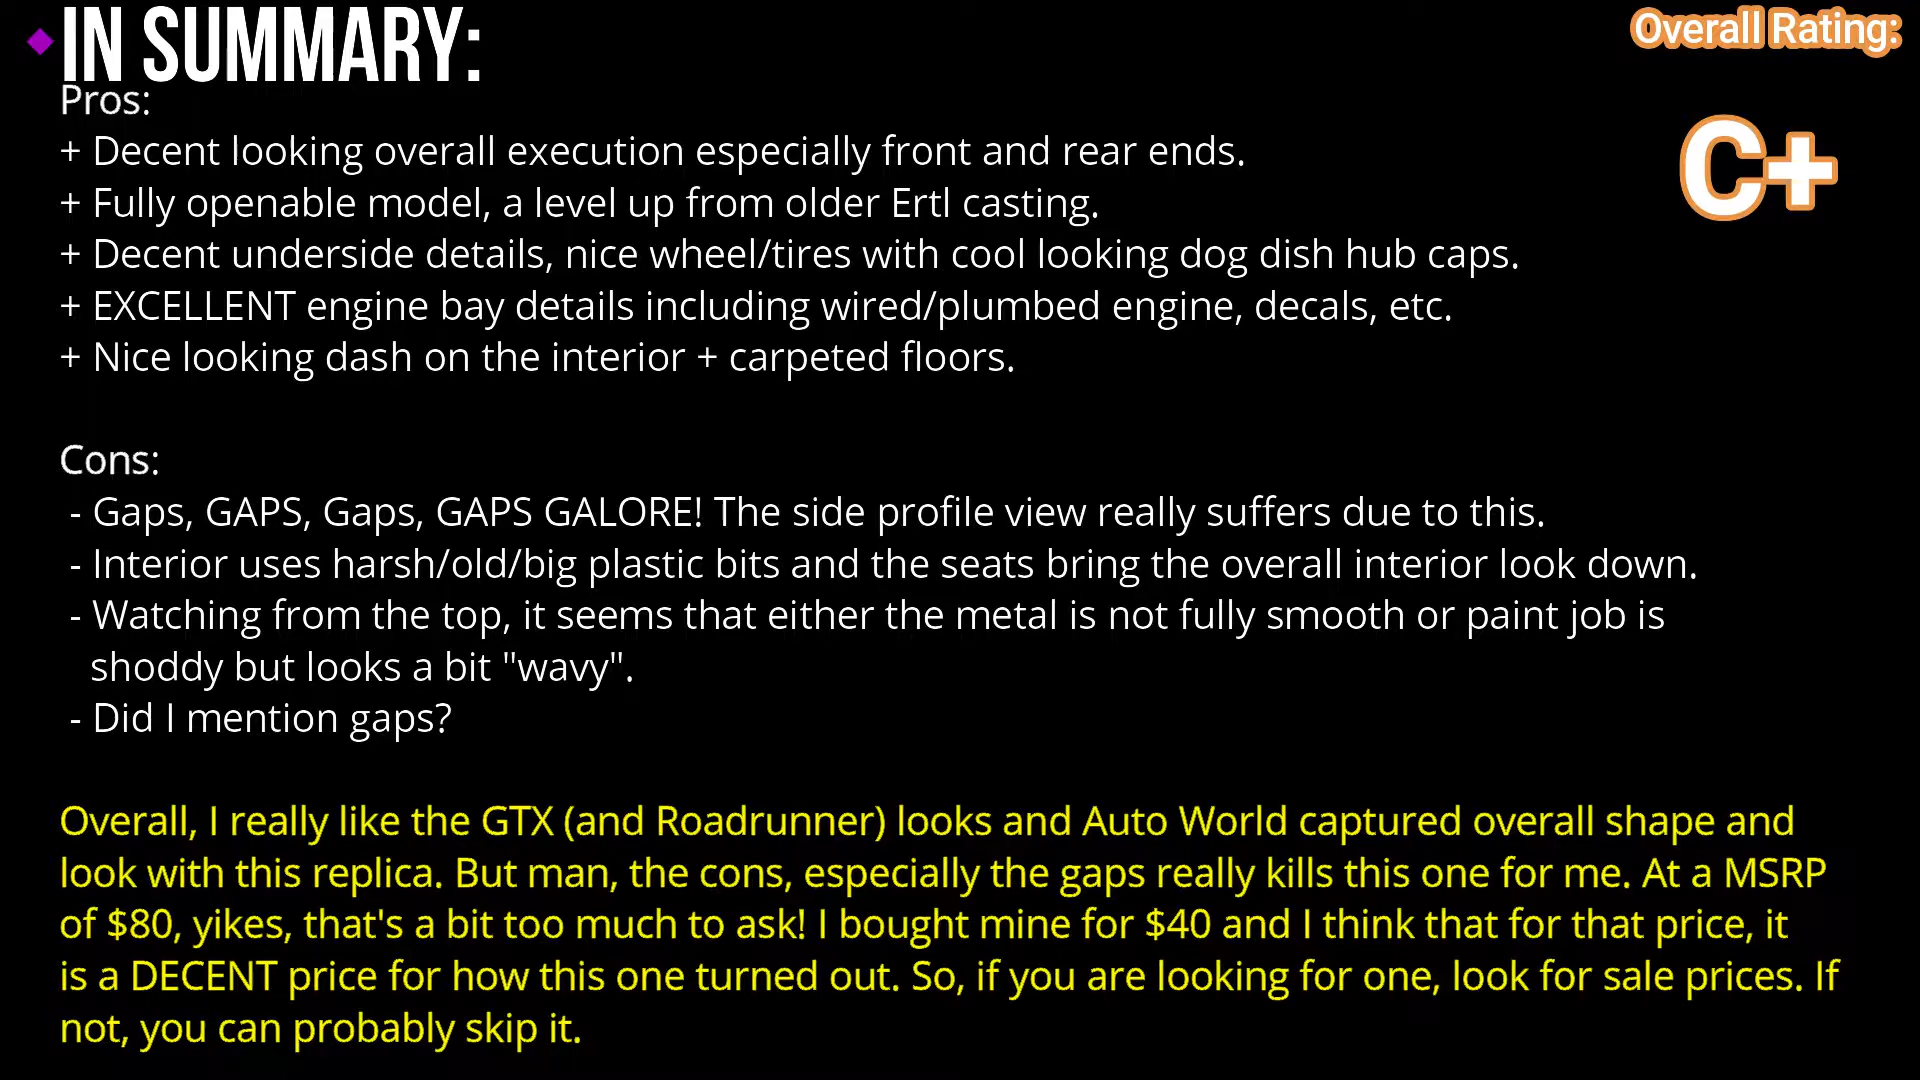 IN SUMMARY:
Overall Rating:
C+
Pros:
+ Decent looking overall execution especially front and rear ends.
+ Fully openable model, a level up from older Ertl casting.
+ Decent underside details, nice wheel/tires with cool looking dog dish hub caps.
+ EXCELLENT engine bay details including wired/plumbed engine, decals, etc.
+ Nice looking dash on the interior + carpeted floors.
Cons:
- Gaps, GAPS, Gaps, GAPS GALORE! The side profile view really suffers due to this.
- Interior uses harsh/old/big plastic bits and the seats bring the overall interior look down.
- Watching from the top, it seems that either the metal is not fully smooth or paint job is
shoddy but looks a bit "wavy".
- Did I mention gaps?
Overall, I really like the GTX (and Roadrunner) looks and Auto World captured overall shape and
look with this replica. But man, the cons, especially the gaps really kills this one for me. At a MSRP
of $80, yikes, that's a bit too much to ask! I bought mine for $40 and I think that for that price, it
is a DECENT price for how this one turned out. So, if you are looking for one, look for sale prices. If
not, you can probably skip it.